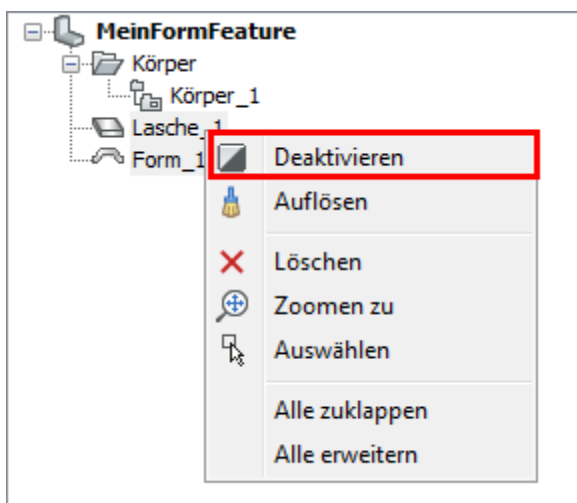 MeinFormFeature
Körper
Körper_1
Lasche_1
Form_1
Deaktivieren
Auflösen
Löschen
Zoomen zu
Auswählen
Alle zuklappen
Alle erweitern